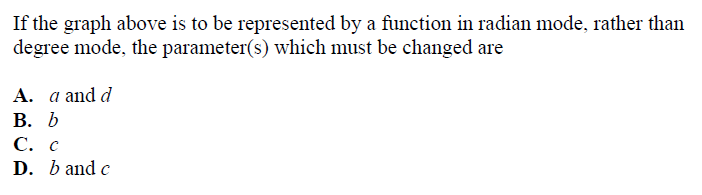 If the graph above is to be represented by a function in radian mode, rather than
degree mode, the parameter(s) which must be changed are
A. a and d
B. b
C. c
D. b and c